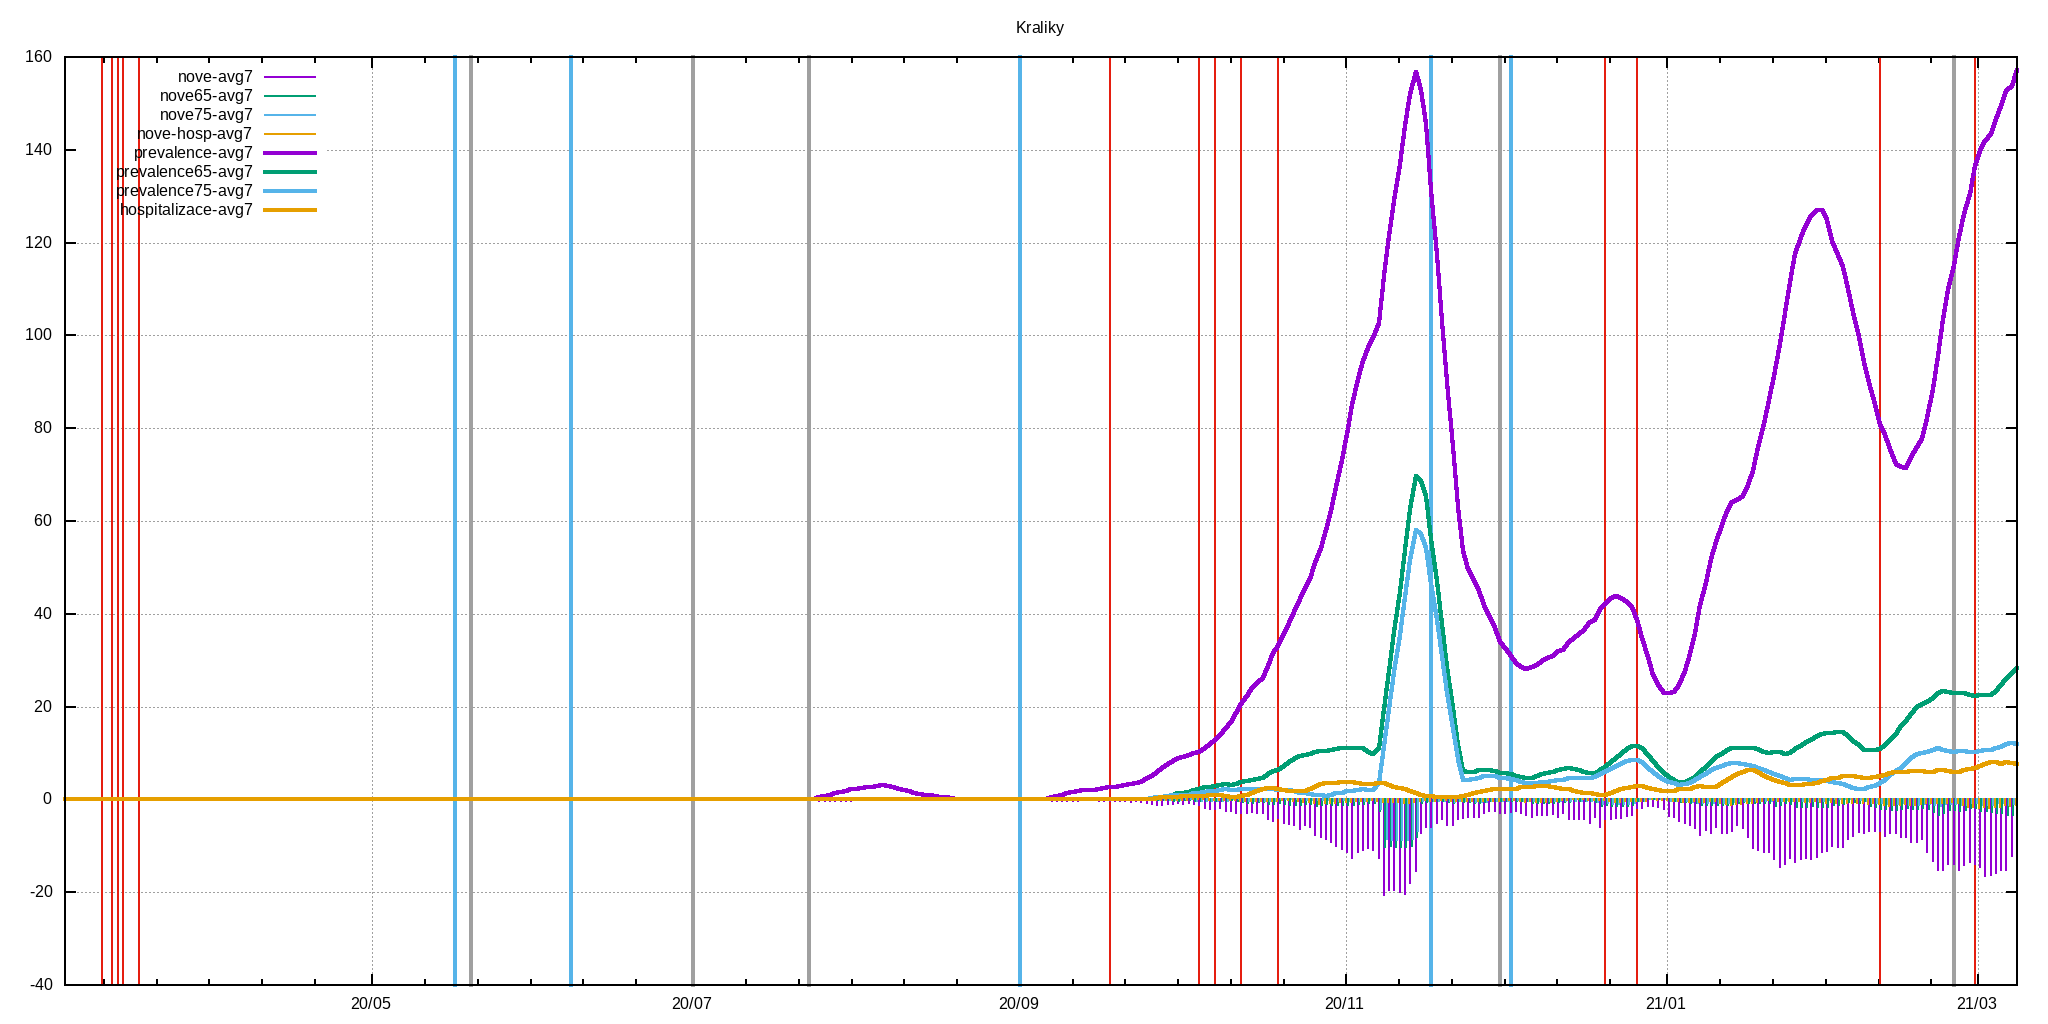 Kraliky
160
nove-avg7
nove65-avg7
nove75-avg7
nove-hosp-avg7
140
prevalence-avg7
prevalence65-avg7
prevalence75-avg7
hospitalizace-avg7
120
100
80
60
40
20
0
-20
-40
20/05
20/07
20/09
20/11
21/01
21/03